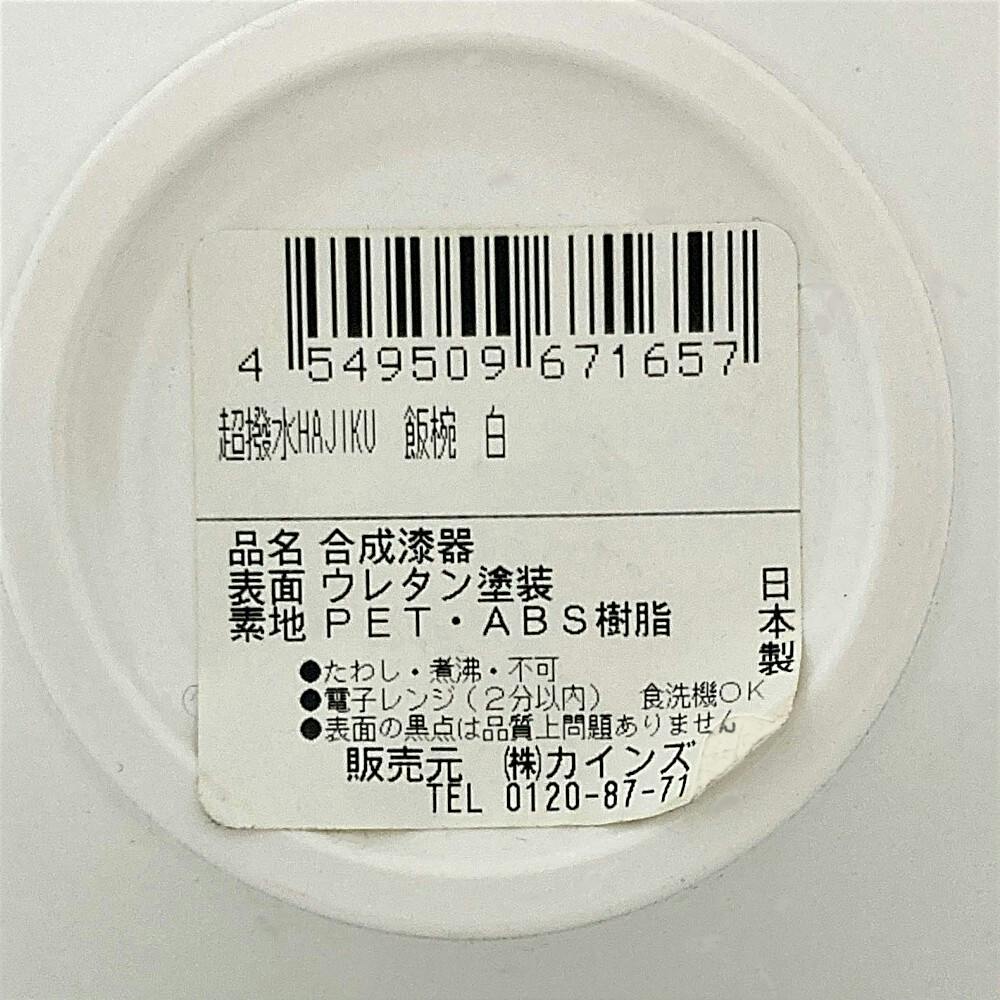 4 549509 671657
超撥水HAJIKU 飯椀 白
品名 合成漆器
表面 ウレタン塗装
素地 PET・ABS樹脂
日本製
●たわし・煮沸・不可
●電子レンジ(2分以内) 食洗機OK
●表面の黒点は品質上問題ありません
販売元 (株)カインズ
TEL 0120-87-71